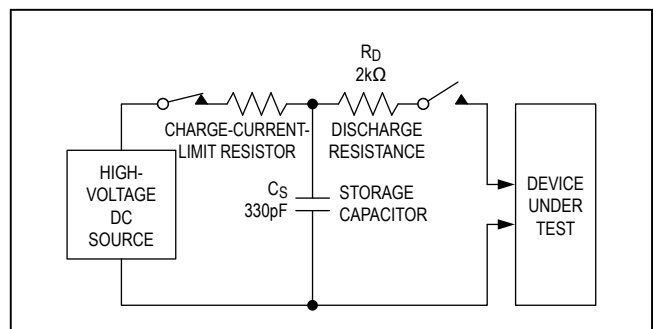 R_D
2kΩ
CHARGE-CURRENT-
LIMIT RESISTOR
DISCHARGE
RESISTANCE
HIGH-
VOLTAGE
DC
SOURCE
C_S
330pF
STORAGE
CAPACITOR
DEVICE
UNDER
TEST